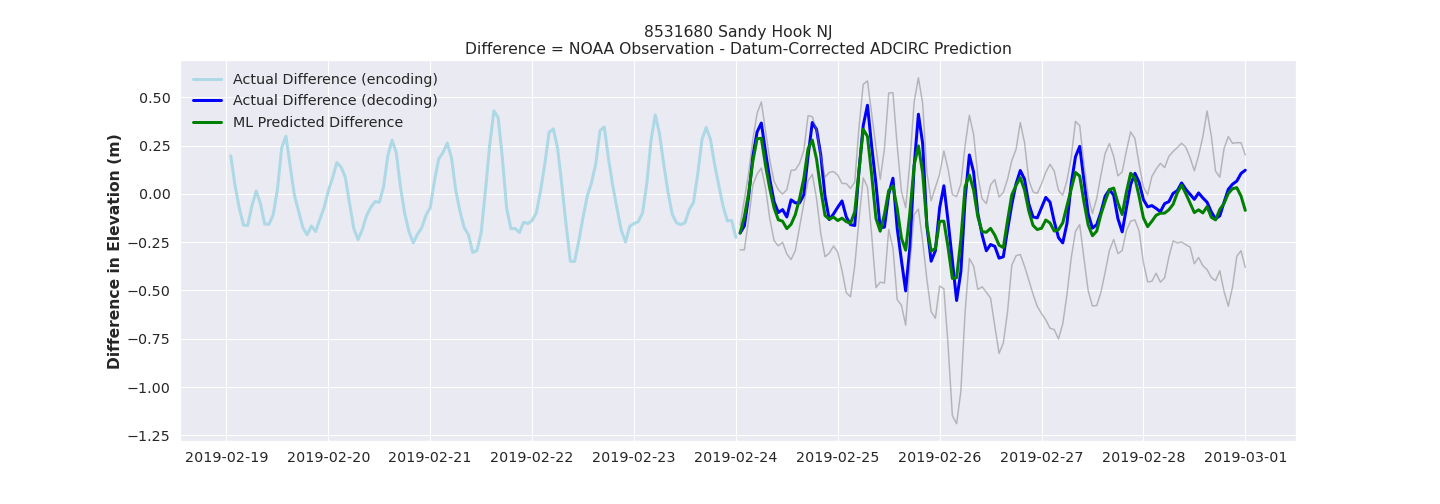 8531680 Sandy Hook NJ
Difference = NOAA Observation - Datum-Corrected ADCIRC Prediction
Actual Difference (encoding)
Actual Difference (decoding)
ML Predicted Difference
Difference in Elevation (m)
0.50
0.25
0.00
−0.25
−0.50
−0.75
−1.00
−1.25
2019-02-19 2019-02-20 2019-02-21 2019-02-22 2019-02-23 2019-02-24 2019-02-25 2019-02-26 2019-02-27 2019-02-28 2019-03-01